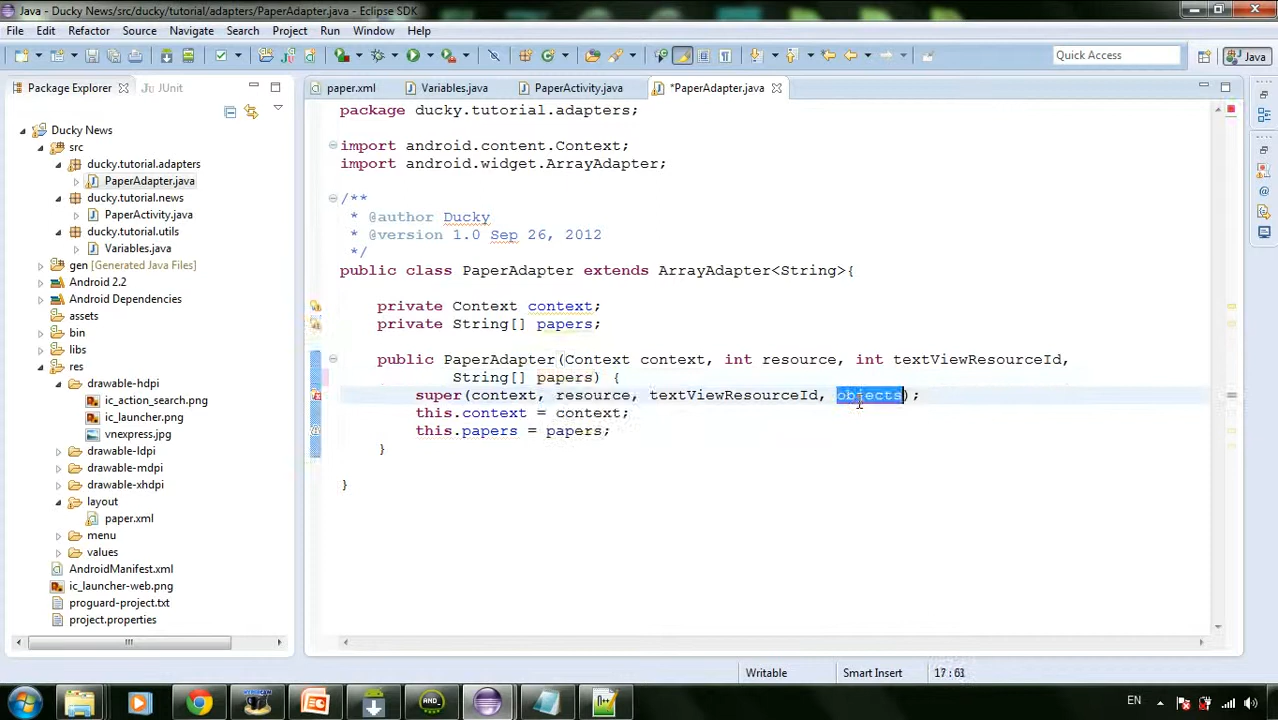 Java - Ducky News/src/ducky/tutorial/adapters/PaperAdapter.java - Eclipse SDK
File Edit Refactor Source Navigate Search Project Run Window Help
Quick Access
Java
Package Explorer
JUnit
paper.xml
Variables.java
PaperActivity.java
*PaperAdapter.java
Ducky News
src
ducky.tutorial.adapters
PaperAdapter.java
ducky.tutorial.news
PaperActivity.java
ducky.tutorial.utils
Variables.java
gen [Generated Java Files]
Android 2.2
Android Dependencies
assets
bin
libs
res
drawable-hdpi
ic_action_search.png
ic_launcher.png
vnexpress.jpg
drawable-ldpi
drawable-mdpi
drawable-xhdpi
layout
paper.xml
menu
values
AndroidManifest.xml
ic_launcher-web.png
proguard-project.txt
project.properties
package ducky.tutorial.adapters;
import android.content.Context;
import android.widget.ArrayAdapter;
/**
* @author Ducky
* @version 1.0 Sep 26, 2012
*/
public class PaperAdapter extends ArrayAdapter<String>{
private Context context;
private String[] papers;
public PaperAdapter(Context context, int resource, int textViewResourceId,
String[] papers) {
super(context, resource, textViewResourceId, objects);
this.context = context;
this.papers = papers;
}
}
Writable
Smart Insert
17 : 61
EN